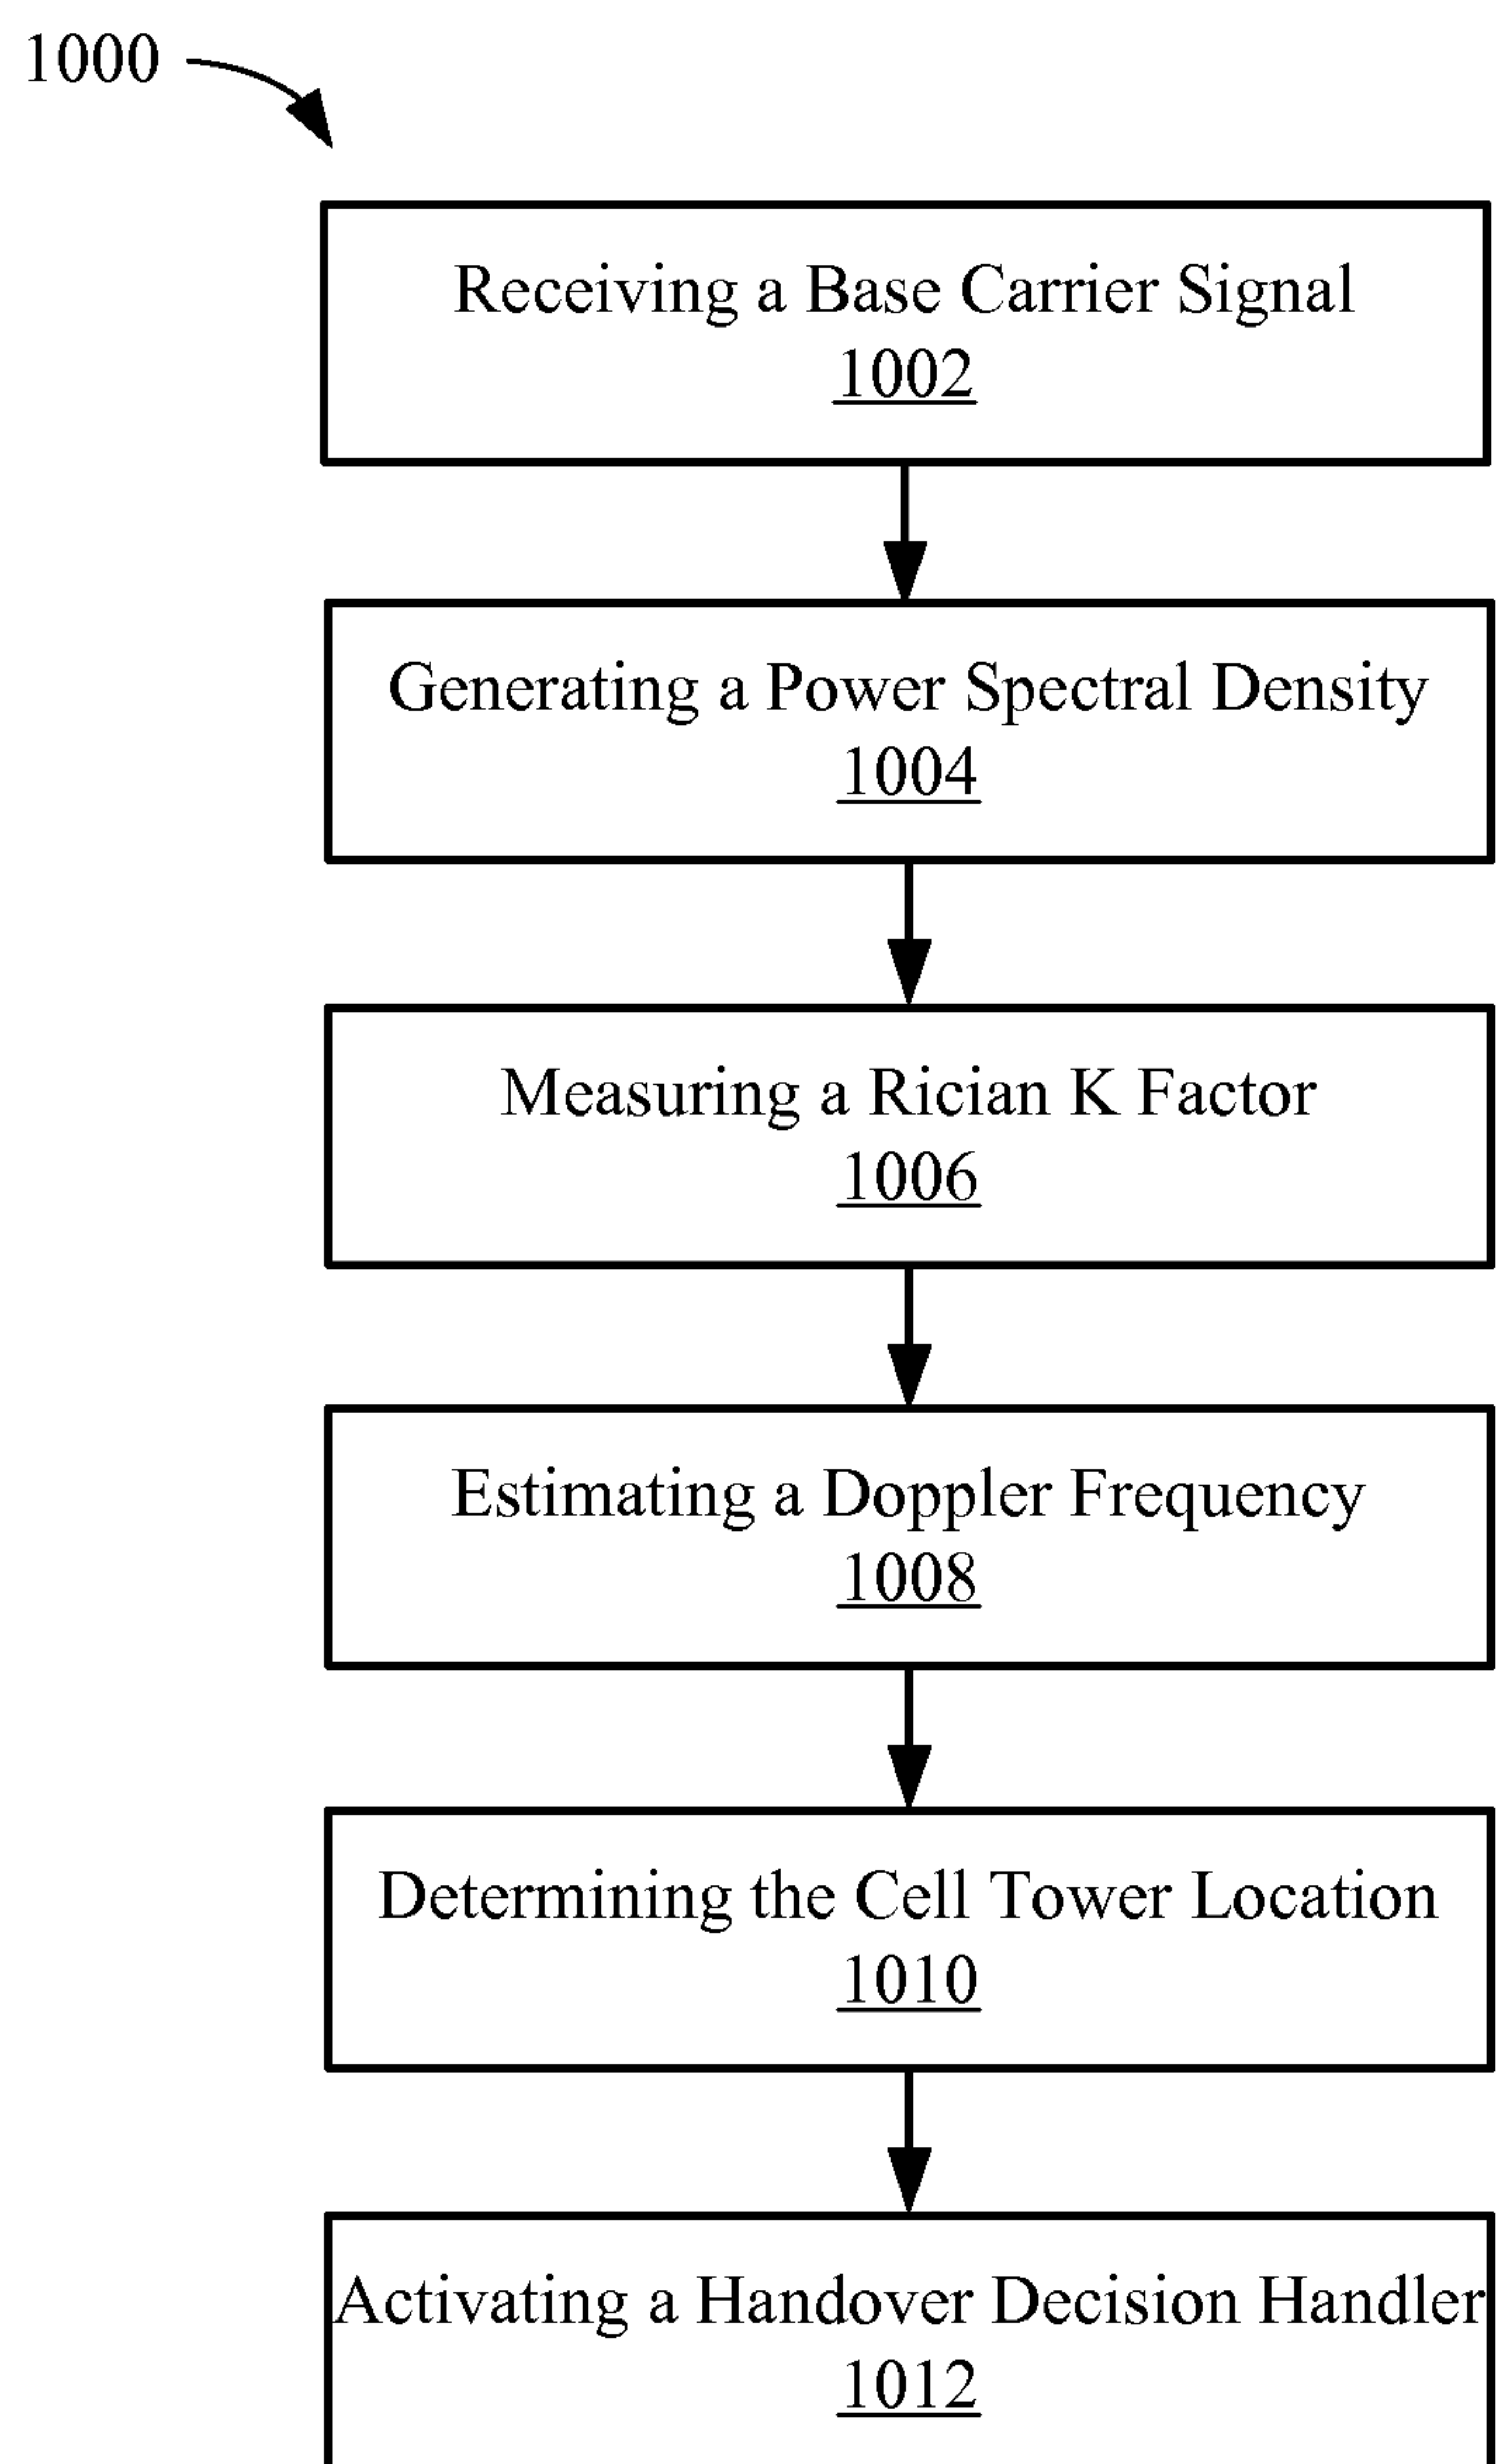 1000
Receiving a Base Carrier Signal
1002
Generating a Power Spectral Density
1004
Measuring a Rician K Factor
1006
Estimating a Doppler Frequency
1008
Determining the Cell Tower Location
1010
Activating a Handover Decision Handler
1012